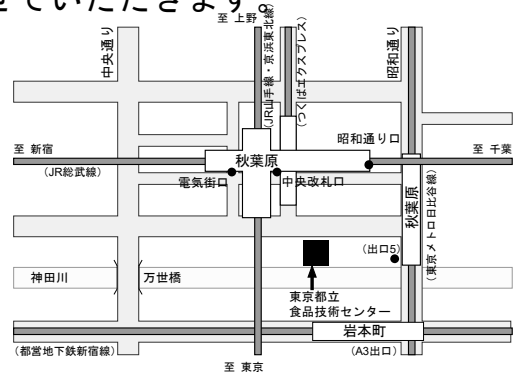 せていただきます。
至 上野
中央通り
(JR山手線・京浜東北線)
(つくばエクスプレス)
昭和通り
昭和通り口
至 新宿
秋葉原
至 千葉
(JR総武線)
電気街口
中央改札口
秋葉原
(東京メトロ日比谷線)
(出口5)
神田川
万世橋
東京都立
食品技術センター
岩本町
(都営地下鉄新宿線)
(A3出口)
至 東京